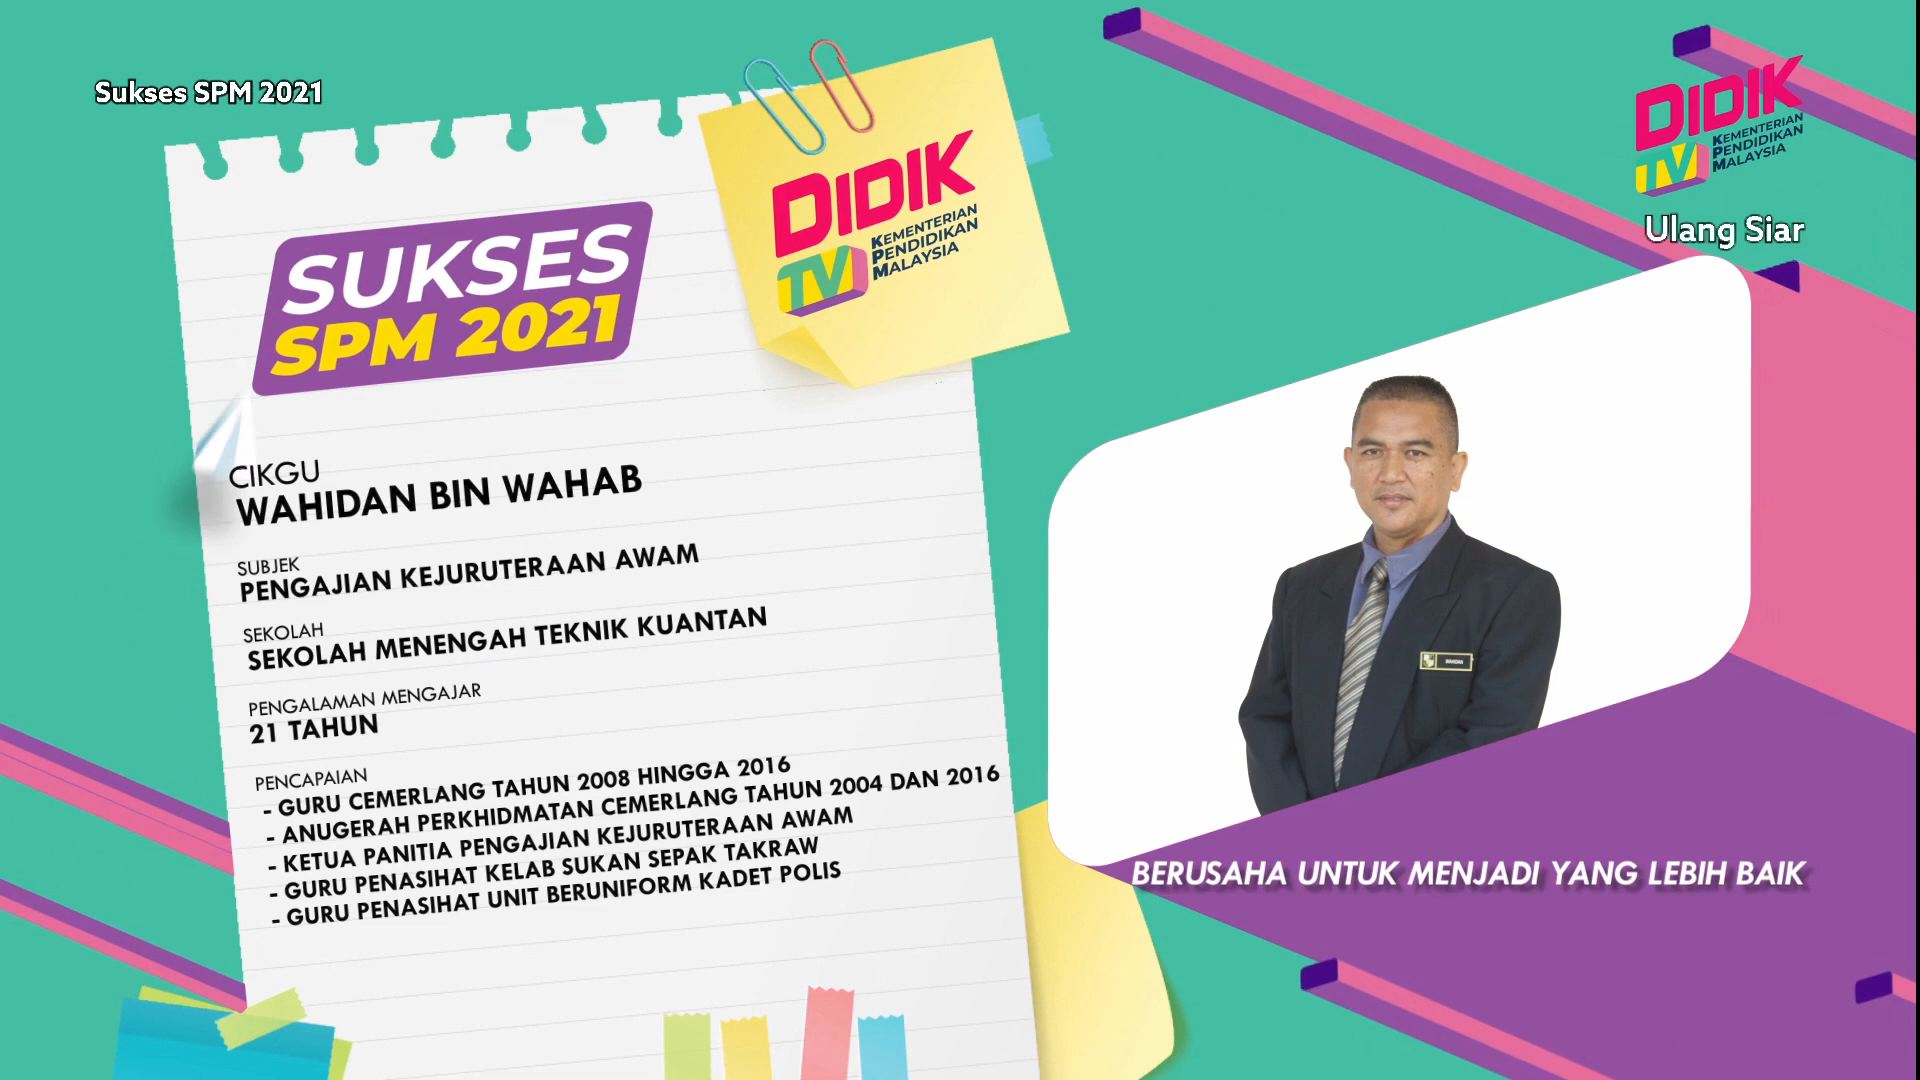 Sukses SPM 2021
DIDIK
TV
KEMENTERIAN
PENDIDIKAN
MALAYSIA
Ulang Siar
DIDIK
TV
KEMENTERIAN
PENDIDIKAN
MALAYSIA
SUKSES
SPM 2021
CIKGU
WAHIDAN BIN WAHAB
SUBJEK
PENGAJIAN KEJURUTERAAN AWAM
SEKOLAH
SEKOLAH MENENGAH TEKNIK KUANTAN
PENGALAMAN MENGAJAR
21 TAHUN
PENCAPAIAN
- GURU CEMERLANG TAHUN 2008 HINGGA 2016
- ANUGERAH PERKHIDMATAN CEMERLANG TAHUN 2004 DAN 2016
- KETUA PANITIA PENGAJIAN KEJURUTERAAN AWAM
- GURU PENASIHAT KELAB SUKAN SEPAK TAKRAW
- GURU PENASIHAT UNIT BERUNIFORM KADET POLIS
WAHIDAN
BERUSAHA UNTUK MENJADI YANG LEBIH BAIK